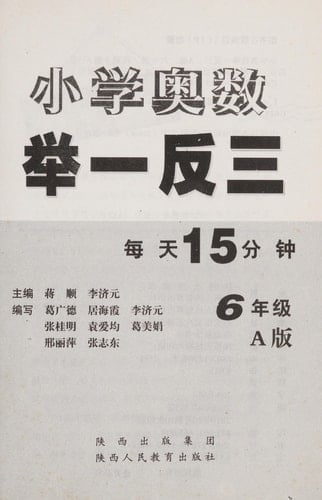 小学奥数
举一反三
每天15分钟
主编 蒋顺 李济元
编写 葛广德 居海霞 李济元
张桂明 袁爱均 葛美娟
邢丽萍 张志东
6年级
A版
陕西出版集团
陕西人民教育出版社